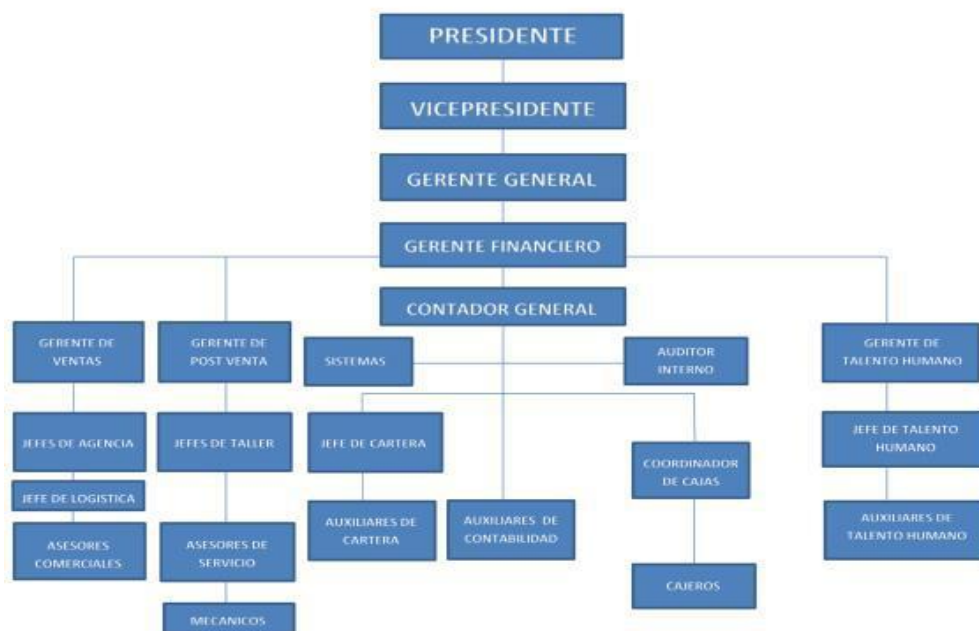 PRESIDENTE
VICEPRESIDENTE
GERENTE GENERAL
GERENTE FINANCIERO
CONTADOR GENERAL
GERENTE DE
VENTAS
GERENTE DE
POST VENTA
SISTEMAS
AUDITOR
INTERNO
GERENTE DE
TALENTO HUMANO
JEFES DE AGENCIA
JEFES DE TALLER
JEFE DE CARTERA
COORDINADOR
DE CAJAS
JEFE DE TALENTO
HUMANO
JEFE DE LOGISTICA
ASESORES
COMERCIALES
ASESORES DE
SERVICIO
AUXILIARES DE
CARTERA
AUXILIARES DE
CONTABILIDAD
CAJEROS
AUXILIARES DE
TALENTO HUMANO
MECANICOS